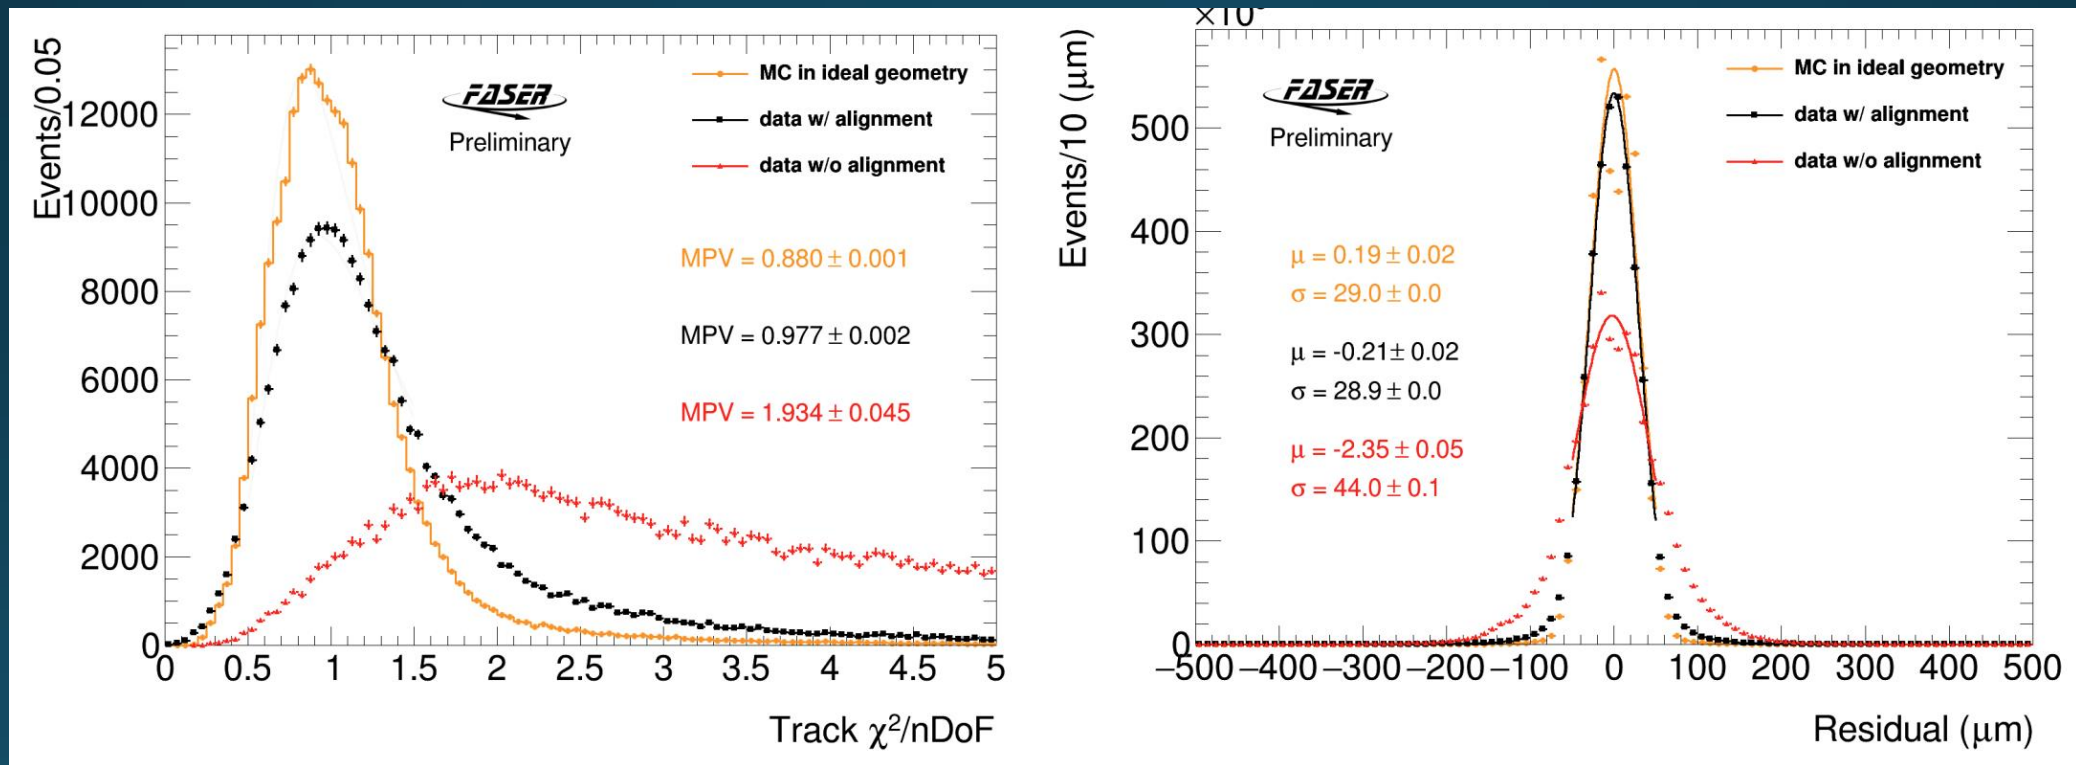 Events/0.05
12000
10000
8000
6000
4000
2000
0
0 0.5 1 1.5 2 2.5 3 3.5 4 4.5 5
Track χ²/nDoF
FASER
Preliminary
MC in ideal geometry
data w/ alignment
data w/o alignment
MPV = 0.880 ± 0.001
MPV = 0.977 ± 0.002
MPV = 1.934 ± 0.045
Events/10 (μm)
500
400
300
200
100
0
−500 −400 −300 −200 −100 0 100 200 300 400 500
Residual (μm)
FASER
Preliminary
MC in ideal geometry
data w/ alignment
data w/o alignment
μ = 0.19 ± 0.02
σ = 29.0 ± 0.0
μ = -0.21 ± 0.02
σ = 28.9 ± 0.0
μ = -2.35 ± 0.05
σ = 44.0 ± 0.1